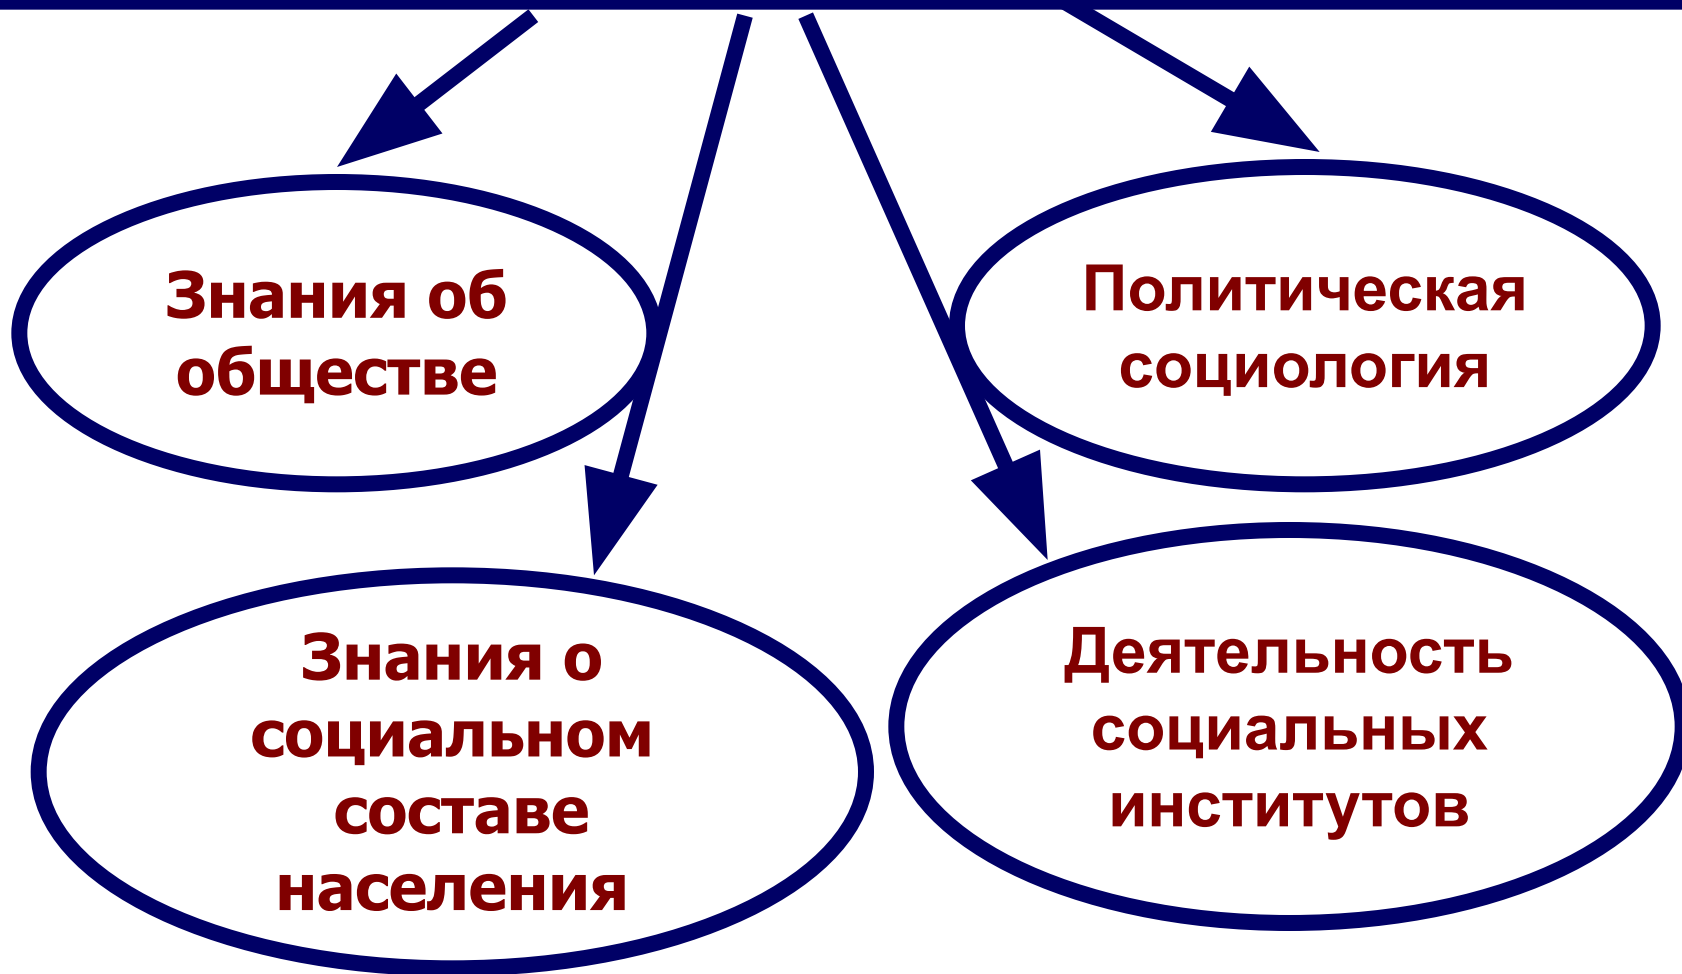 Знания об
обществе
Политическая
социология
Знания о
социальном
составе
населения
Деятельность
социальных
институтов